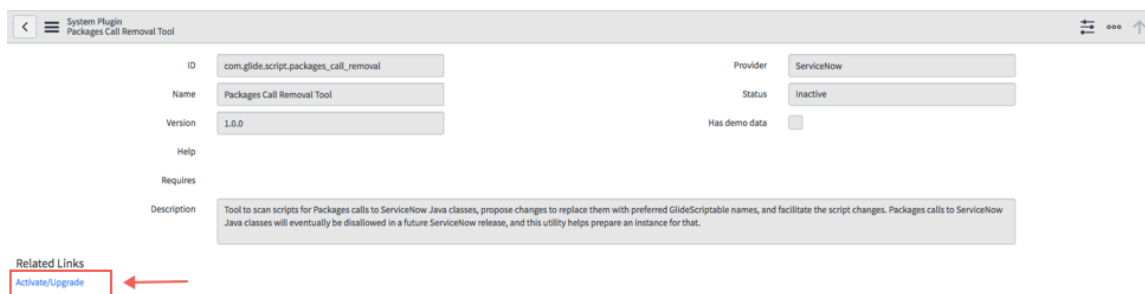 System Plugin
Packages Call Removal Tool
ID com.glide.script.packages_call_removal Provider ServiceNow
Name Packages Call Removal Tool Status Inactive
Version 1.0.0 Has demo data
Help
Requires
Description Tool to scan scripts for Packages calls to ServiceNow Java classes, propose changes to replace them with preferred GlideScriptable names, and facilitate the script changes. Packages calls to ServiceNow
Java classes will eventually be disallowed in a future ServiceNow release, and this utility helps prepare an instance for that.
Related Links
Activate/Upgrade